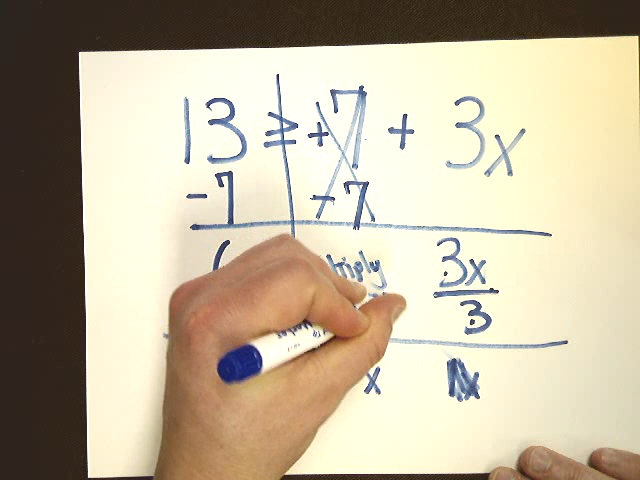 13 ≥ +7 + 3x
-7 -7
3x
3
x